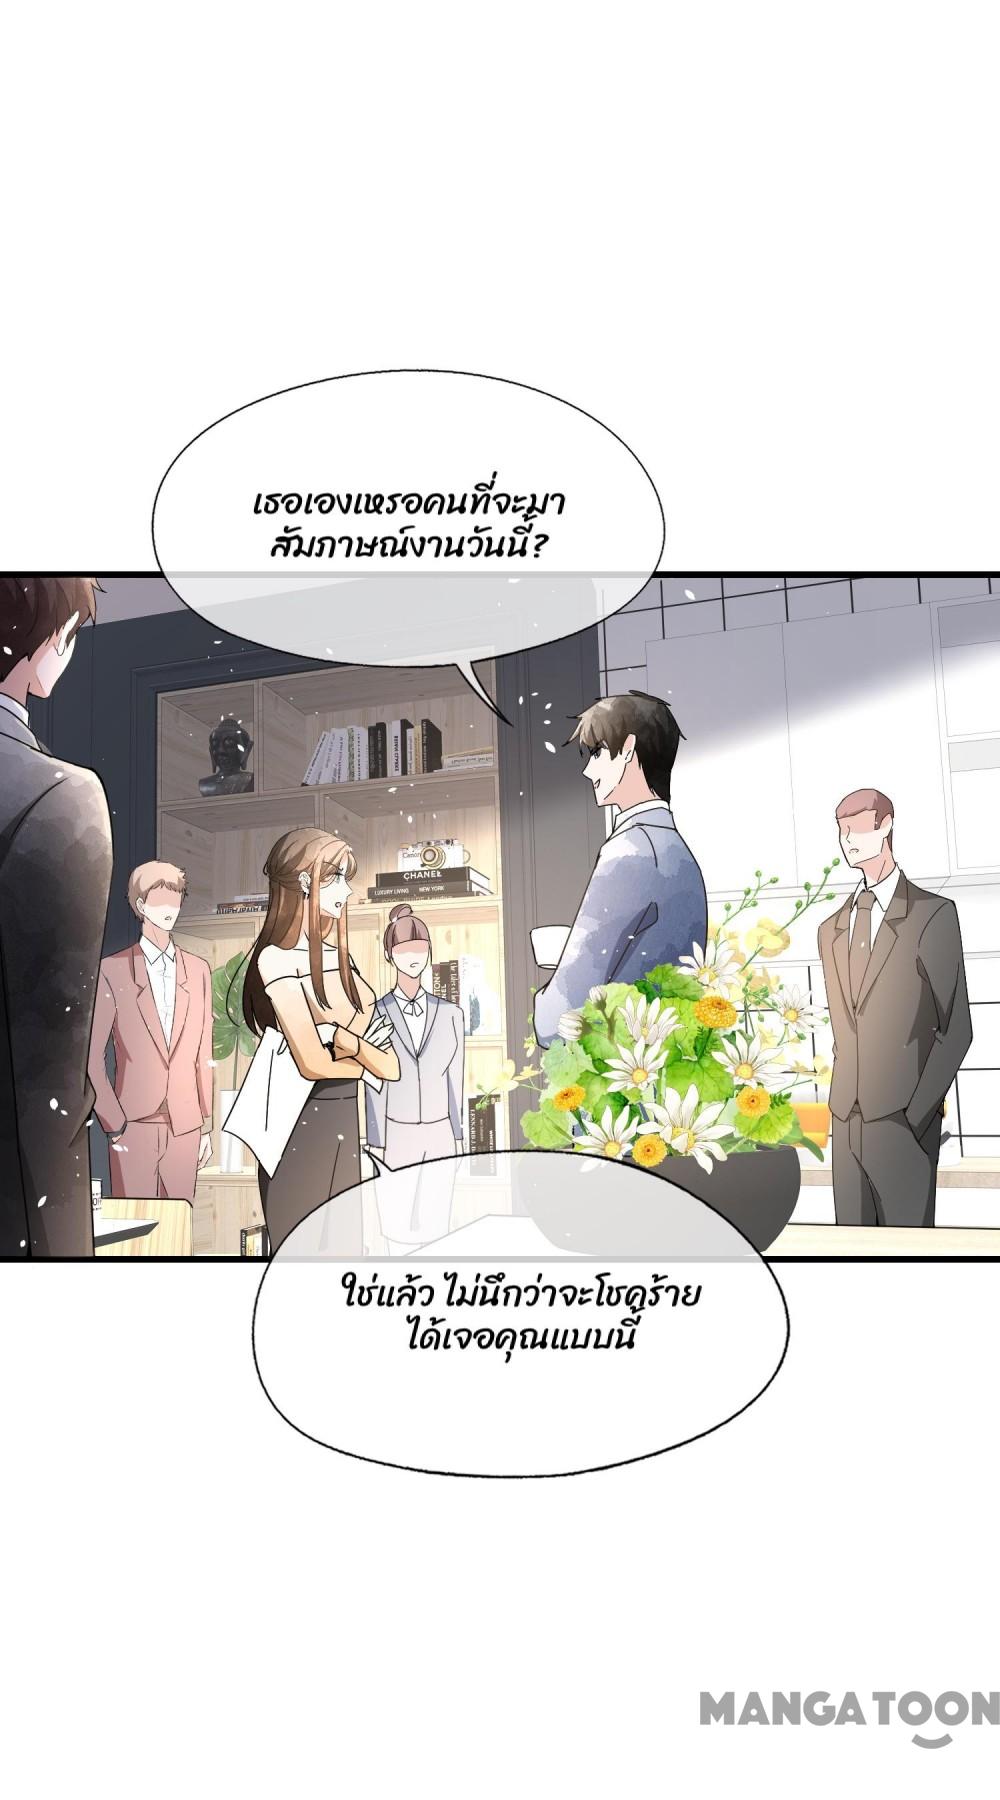 เธอเองเหรอคนที่จะมา
สัมภาษณ์งานวันนี้?
Canon
CHANEL
LUXURY LIVING NEW YORK
ใช่แล้ว ไม่นึกว่าจะโชคร้าย
ได้เจอคุณแบบนี้
MANGATOON